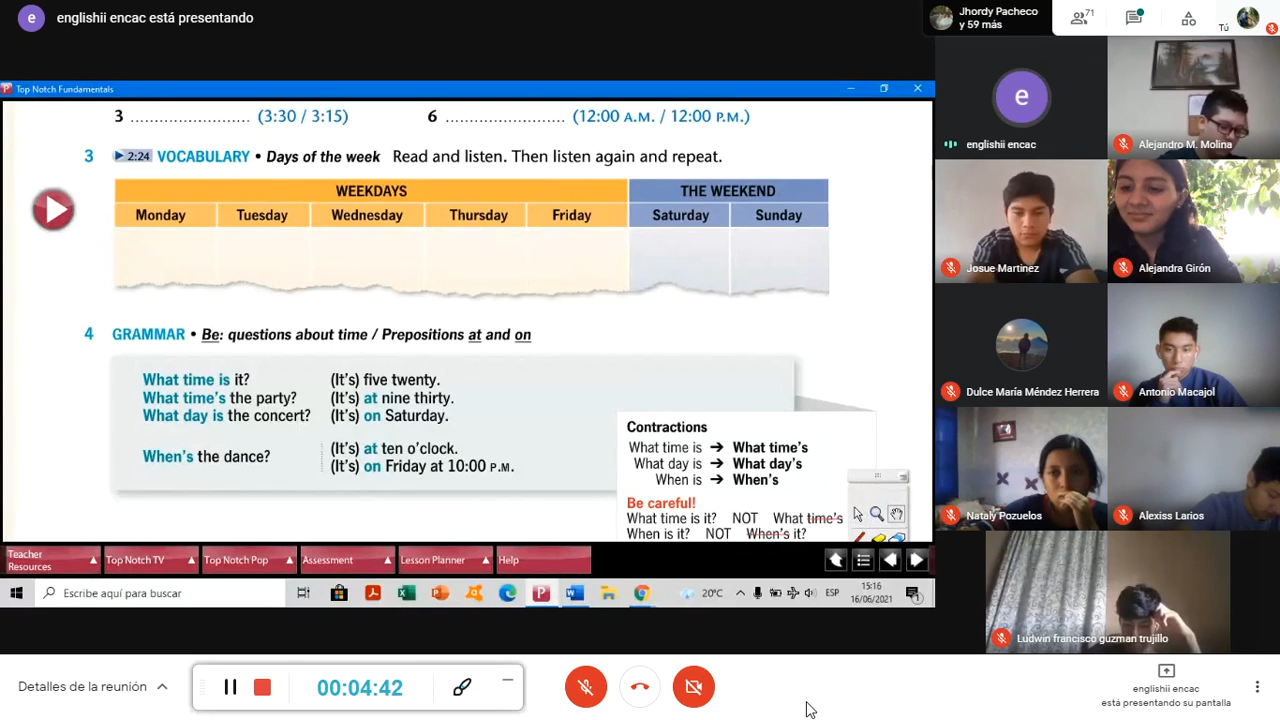 e englishii encac está presentando
Jhordy Pacheco
y 59 más
71
Tú
Top Notch Fundamentals
3 ........................ (3:30 / 3:15) 6 ........................ (12:00 A.M. / 12:00 P.M.)
3 2:24 VOCABULARY • Days of the week Read and listen. Then listen again and repeat.
WEEKDAYS THE WEEKEND
Monday Tuesday Wednesday Thursday Friday Saturday Sunday
4 GRAMMAR • Be: questions about time / Prepositions at and on
What time is it? (It's) five twenty.
What time's the party? (It's) at nine thirty.
What day is the concert? (It's) on Saturday.
When's the dance? (It's) at ten o'clock.
(It's) on Friday at 10:00 P.M.
Contractions
What time is → What time's
What day is → What day's
When is → When's
Be careful!
What time is it? NOT What time's
When is it? NOT When's it?
Teacher
Resources
Top Notch TV
Top Notch Pop
Assessment
Lesson Planner
Help
Escribe aquí para buscar
20°C
ESP
15:16
16/06/2021
1
e
englishii encac
Alejandro M. Molina
Josue Martinez
Alejandra Girón
Dulce María Méndez Herrera
Antonio Macajol
Nataly Pozuelos
Alexiss Larios
Ludwin francisco guzman trujillo
Detalles de la reunión
00:04:42
englishii encac
está presentando su pantalla